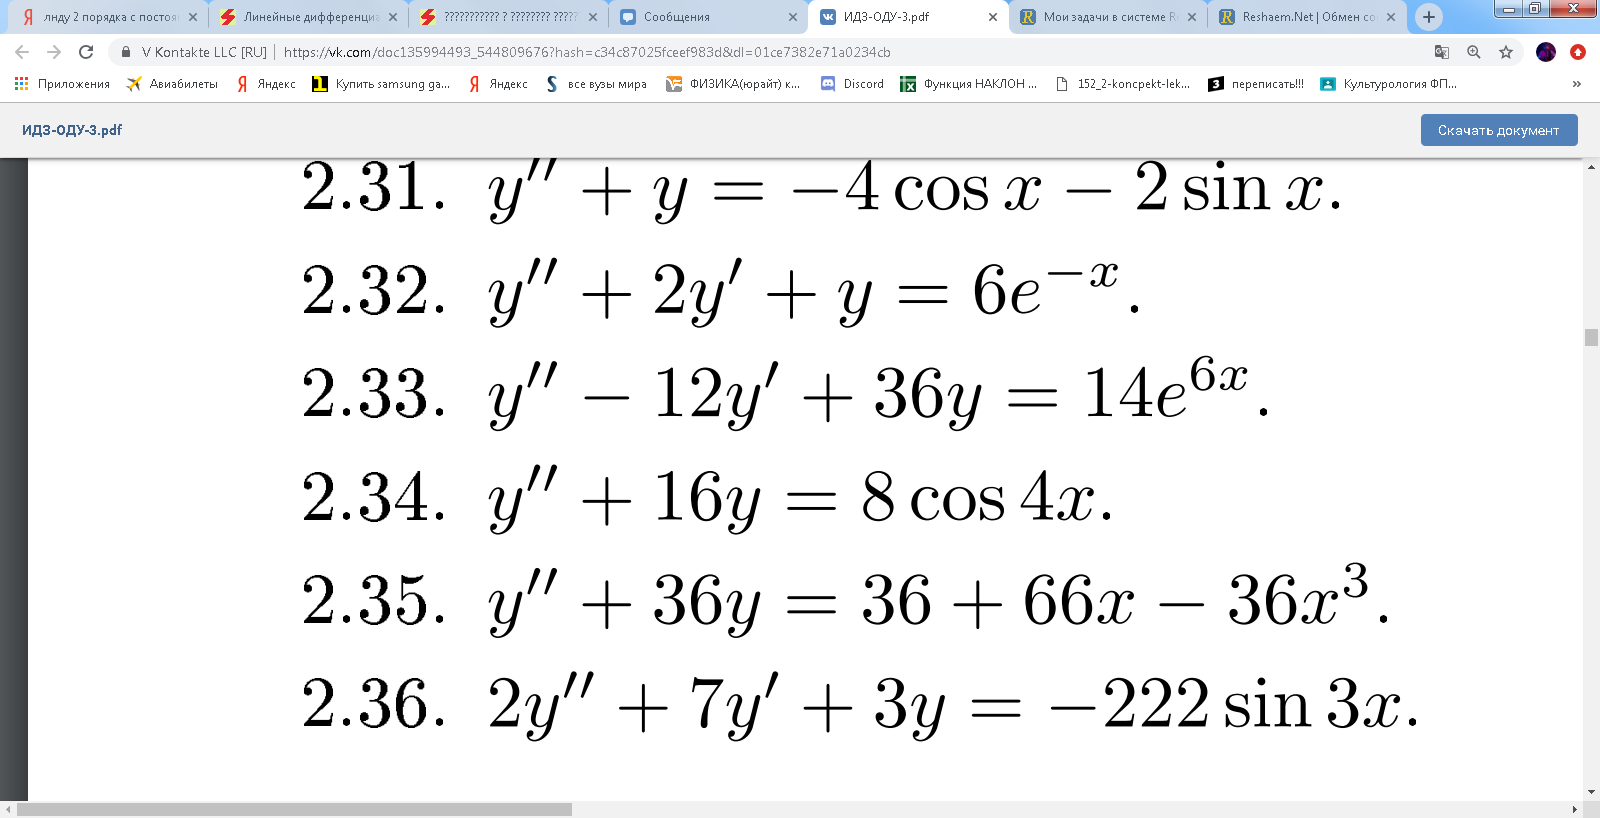 лнду 2 порядка с постоя
Линейные дифференци
??????????? ? ???????? ?????
Сообщения
ИДЗ-ОДУ-3.pdf
Мои задачи в системе R
Reshaem.Net | Обмен со
V Kontakte LLC [RU] | https://vk.com/doc135994493_544809676?hash=c34c87025fceef983d&dl=01ce7382e71a0234cb
Приложения
Авиабилеты
Яндекс
Купить samsung ga...
Яндекс
все вузы мира
ФИЗИКА(юрайт) к...
Discord
Функция НАКЛОН ...
152_2-koncpekt-lek...
переписать!!!
Культурология ФП...
»
ИДЗ-ОДУ-3.pdf
Скачать документ
2.31. y′′ + y = −4 cos x − 2 sin x.
2.32. y′′ + 2y′ + y = 6e^{−x}.
2.33. y′′ − 12y′ + 36y = 14e^{6x}.
2.34. y′′ + 16y = 8 cos 4x.
2.35. y′′ + 36y = 36 + 66x − 36x³.
2.36. 2y′′ + 7y′ + 3y = −222 sin 3x.